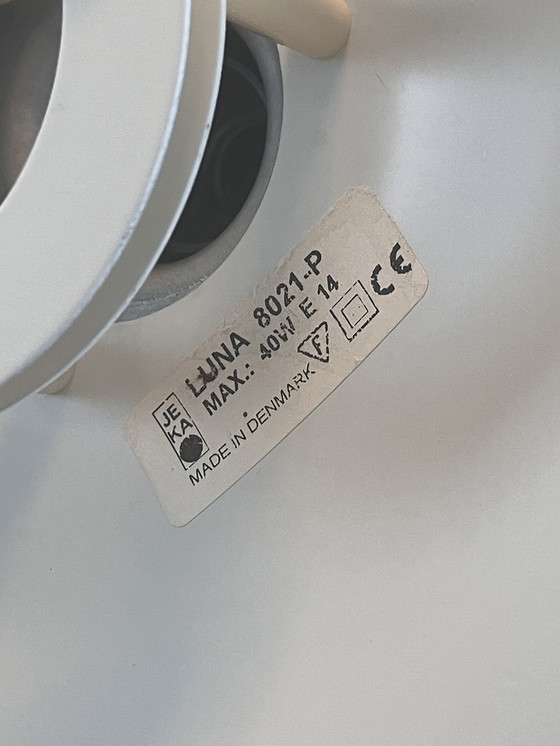 LUNA 8021-P
MAX.: 40W E 14
JE
KA
F
CE
MADE IN DENMARK